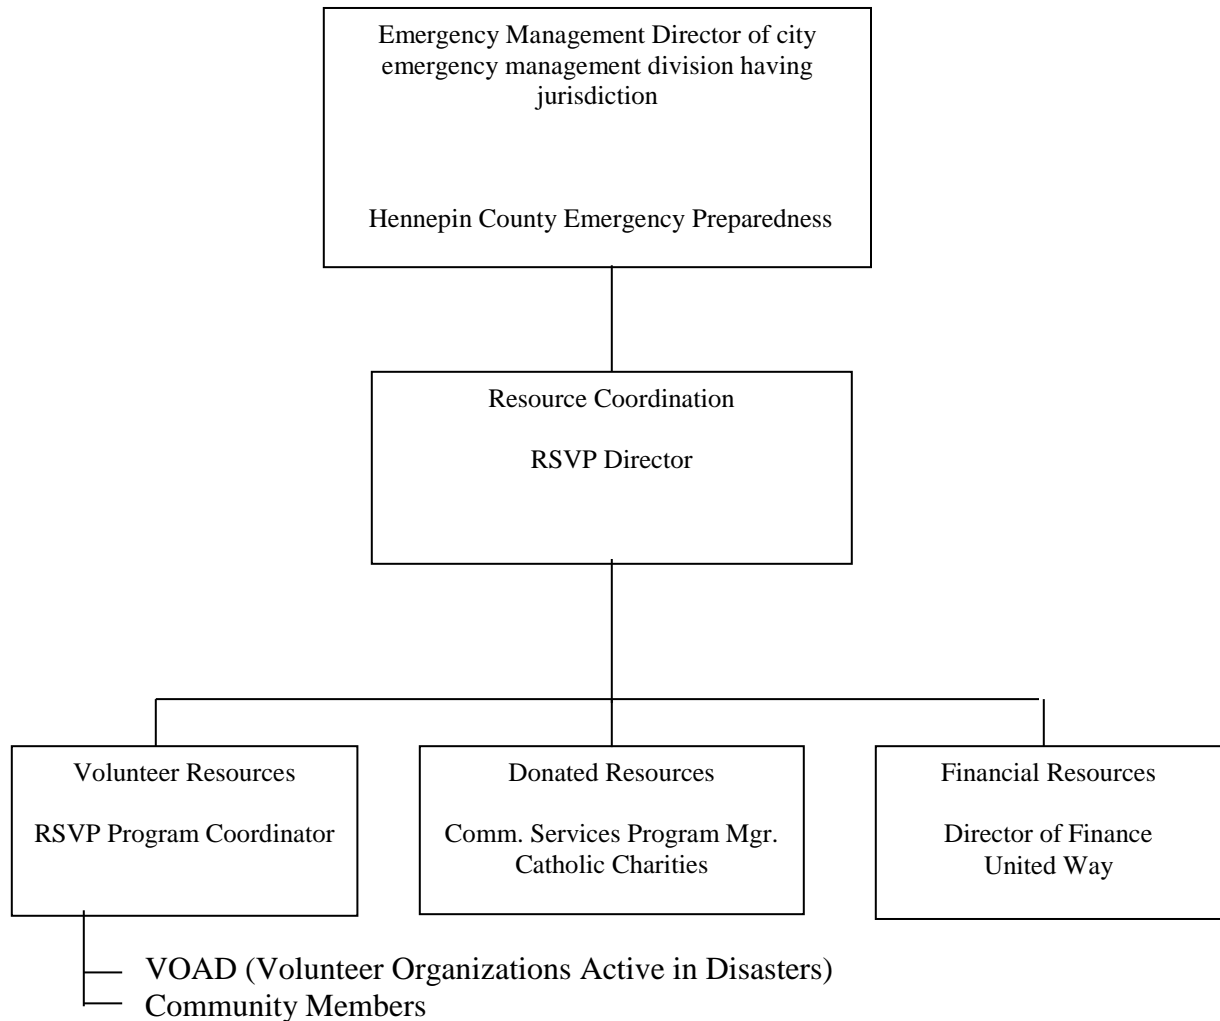 Emergency Management Director of city
emergency management division having
jurisdiction
Hennepin County Emergency Preparedness
Resource Coordination
RSVP Director
Volunteer Resources
RSVP Program Coordinator
Donated Resources
Comm. Services Program Mgr.
Catholic Charities
Financial Resources
Director of Finance
United Way
VOAD (Volunteer Organizations Active in Disasters)
Community Members